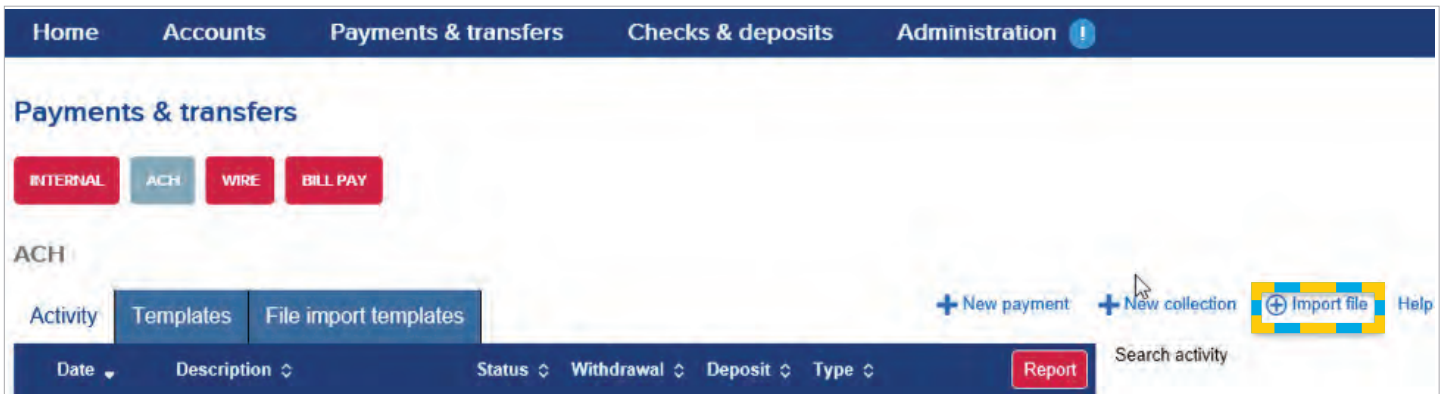 Home Accounts Payments & transfers Checks & deposits Administration !
Payments & transfers
INTERNAL ACH WIRE BILL PAY
ACH
Activity Templates File import templates New payment New collection Import file Help
Date Description Status Withdrawal Deposit Type Report Search activity